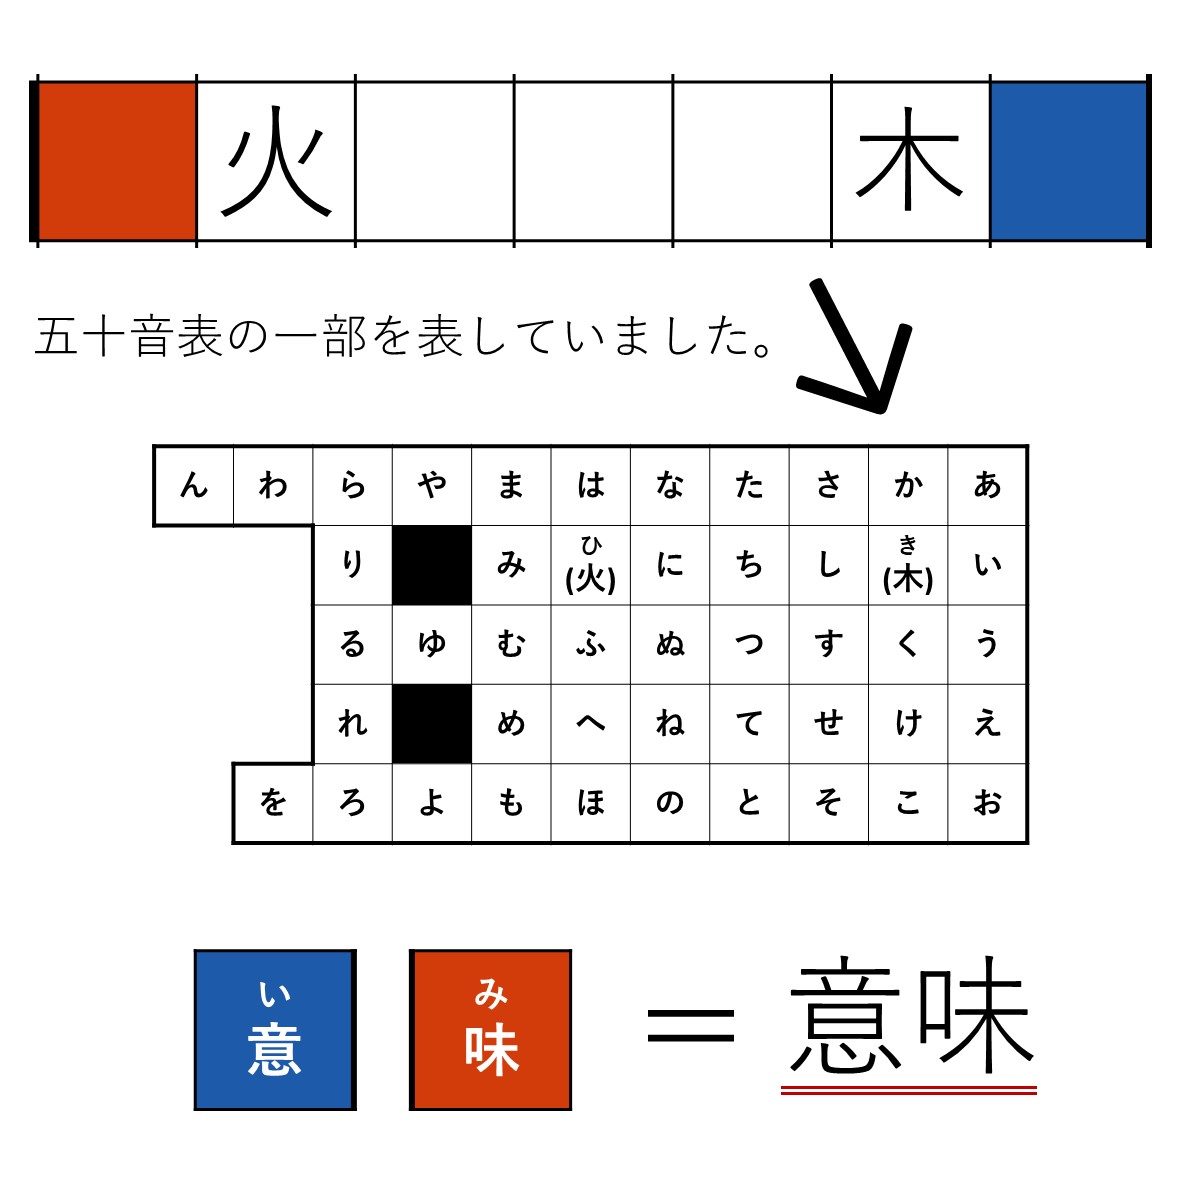 火 木
五十音表の一部を表していました。
ん わ ら や ま は な た さ か あ
り み ひ(火) に ち し き(木) い
る ゆ む ふ ぬ つ す く う
れ め へ ね て せ け え
を ろ よ も ほ の と そ こ お
い み
意 味 = 意味